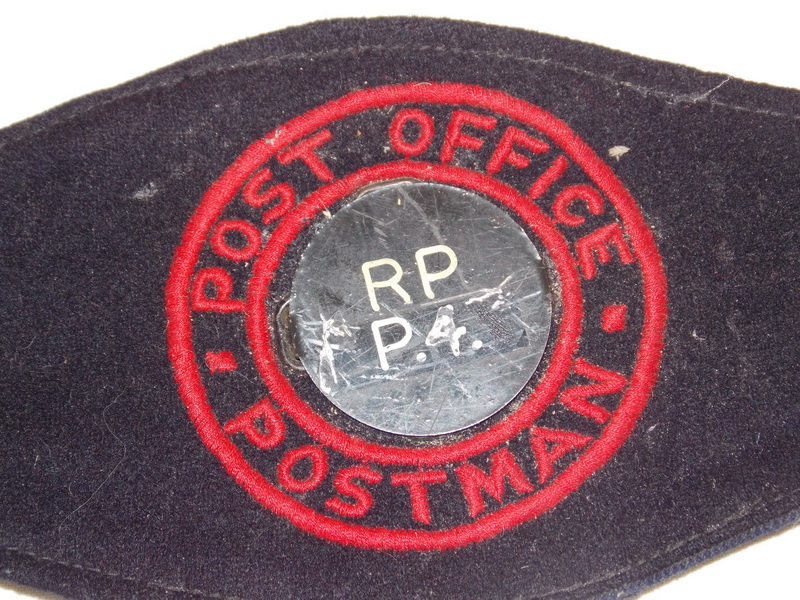 POST OFFICE
RP
P.4.
POSTMAN